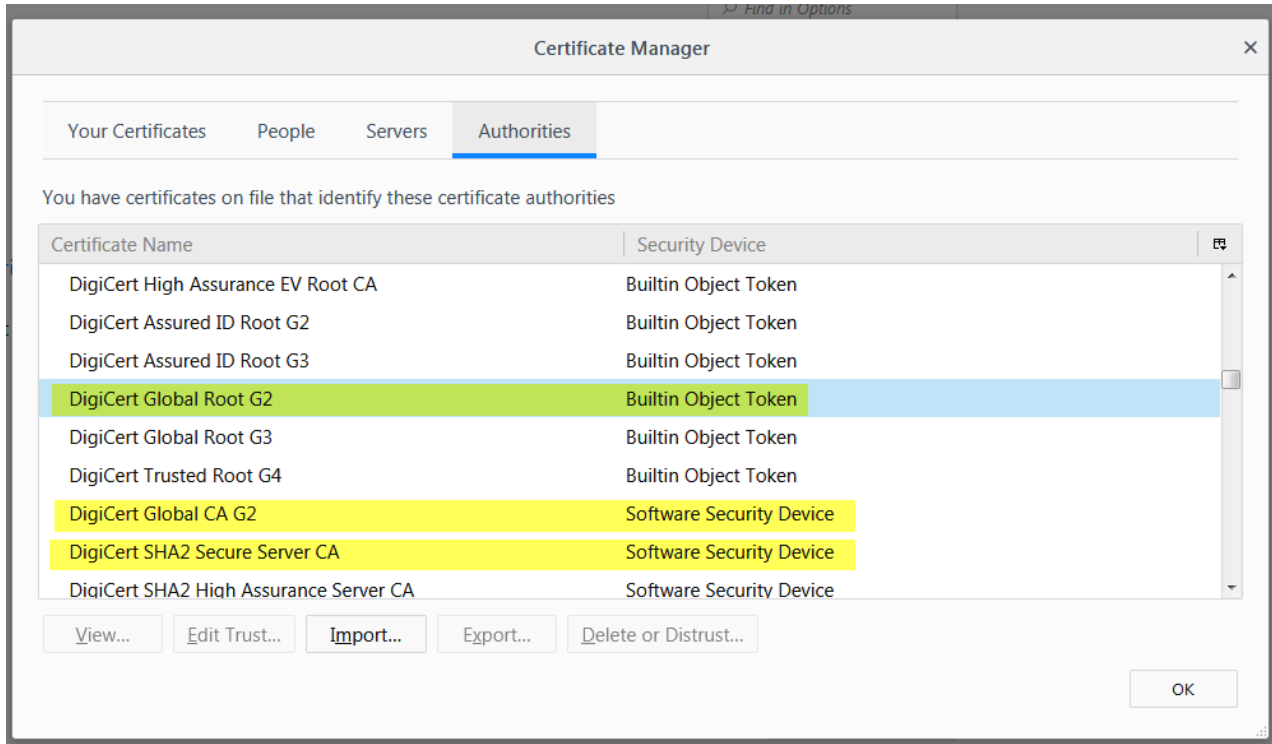 Find in Options
Certificate Manager
Your Certificates People Servers Authorities
You have certificates on file that identify these certificate authorities
Certificate Name Security Device
DigiCert High Assurance EV Root CA Builtin Object Token
DigiCert Assured ID Root G2 Builtin Object Token
DigiCert Assured ID Root G3 Builtin Object Token
DigiCert Global Root G2 Builtin Object Token
DigiCert Global Root G3 Builtin Object Token
DigiCert Trusted Root G4 Builtin Object Token
DigiCert Global CA G2 Software Security Device
DigiCert SHA2 Secure Server CA Software Security Device
DigiCert SHA2 High Assurance Server CA Software Security Device
View... Edit Trust... Import... Export... Delete or Distrust...
OK